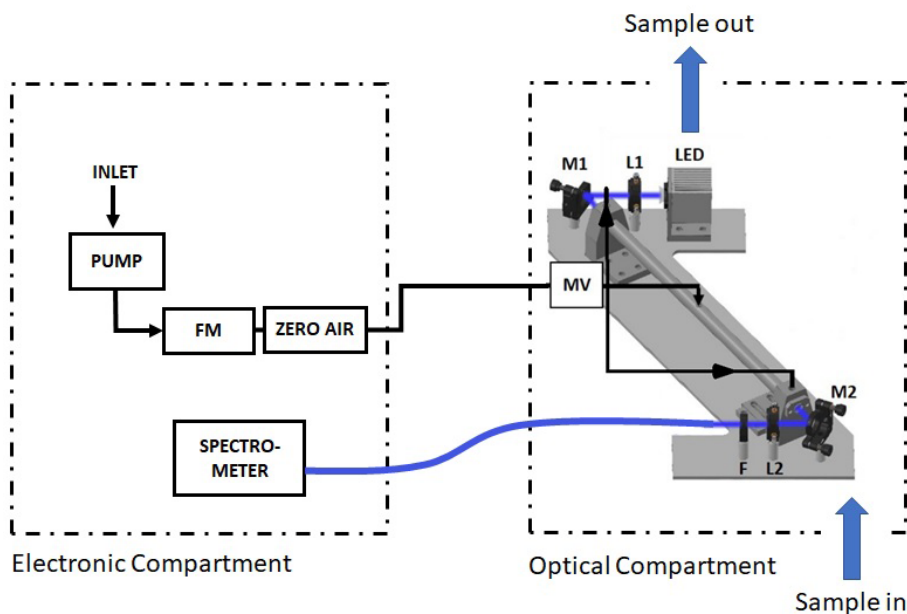 Sample out
M1
L1
LED
INLET
PUMP
MV
FM
ZERO AIR
M2
SPECTRO-
METER
F
L2
Electronic Compartment
Optical Compartment
Sample in